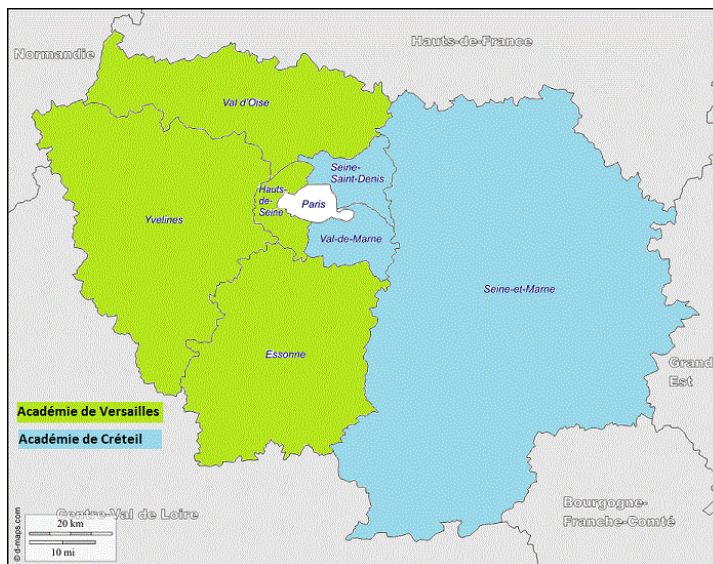 Normandie
Hauts-de-France
Val d'Oise
Seine-
Saint-Denis
Hauts-
de-
Seine
Paris
Yvelines
Val-de-Marne
Seine-et-Marne
Essonne
Grand
Est
Académie de Versailles
Académie de Créteil
Centre-Val de Loire
Bourgogne-
Franche-Comté
20 km
10 mi
© d-maps.com